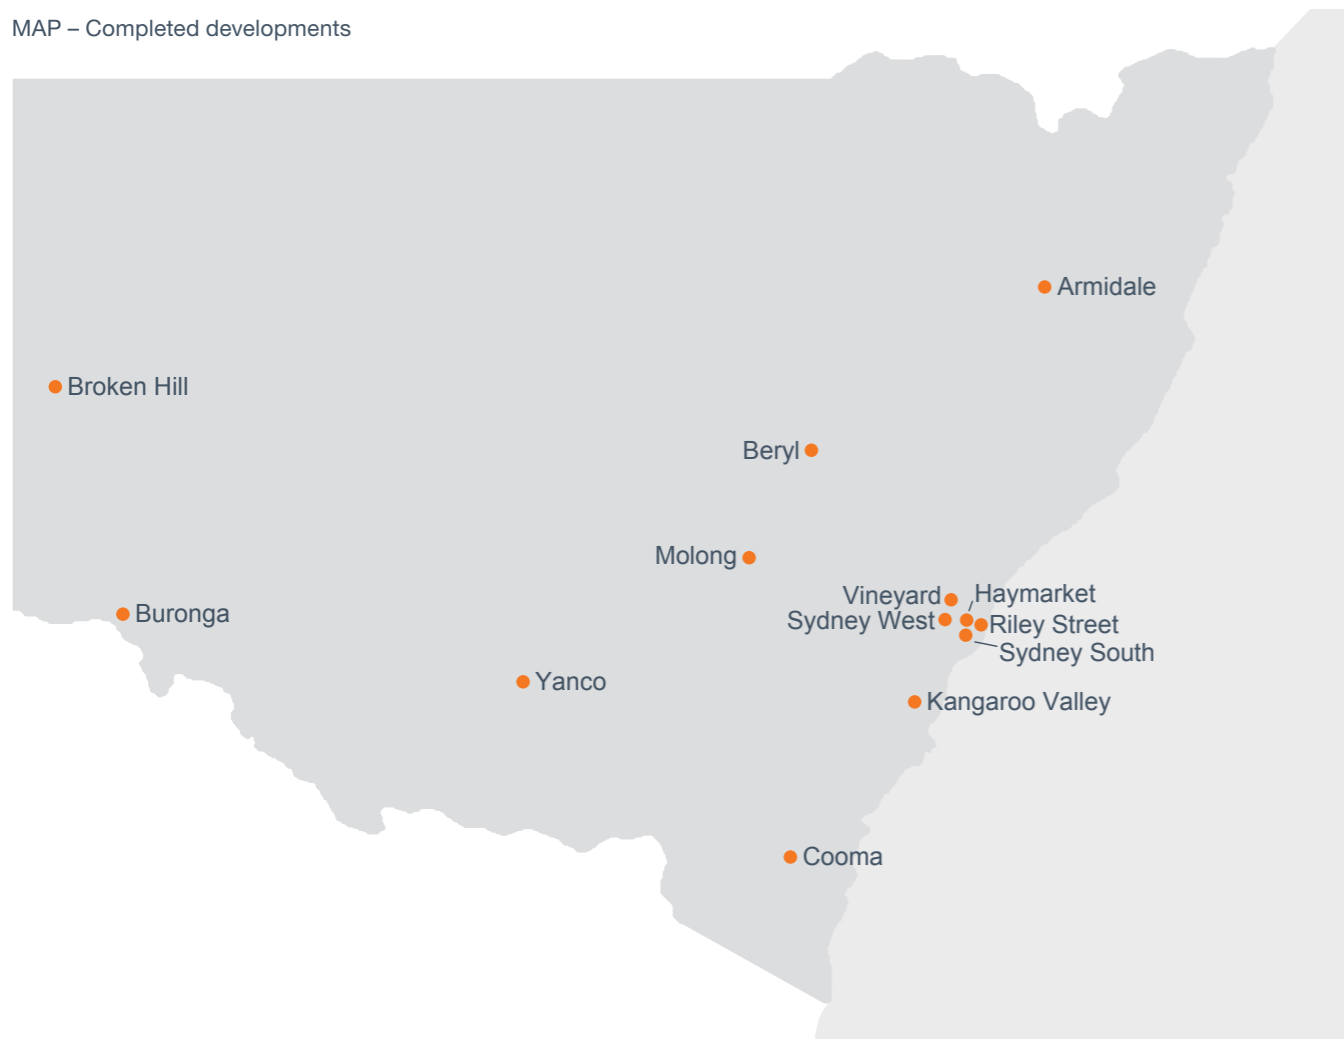 MAP – Completed developments
Armidale
Broken Hill
Beryl
Molong
Vineyard
Haymarket
Buronga
Sydney West
Riley Street
Sydney South
Yanco
Kangaroo Valley
Cooma